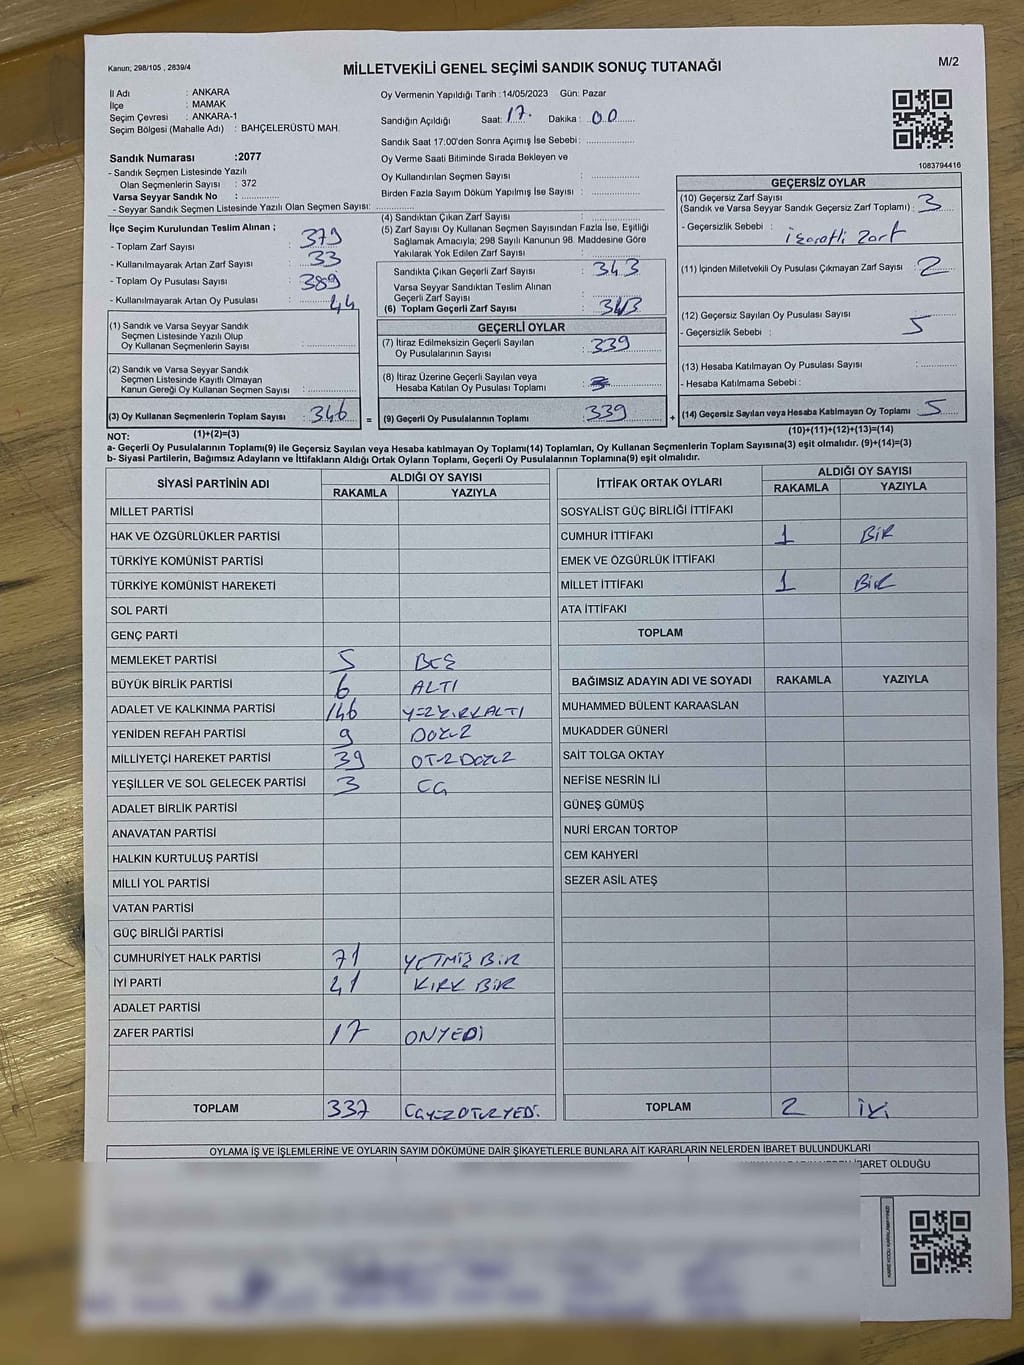 Kanun; 298/105 , 2839/4
MİLLETVEKİLİ GENEL SEÇİMİ SANDIK SONUÇ TUTANAĞI
M/2
İl Adı : ANKARA
İlçe : MAMAK
Seçim Çevresi : ANKARA-1
Seçim Bölgesi (Mahalle Adı) : BAHÇELERÜSTÜ MAH.
Sandık Numarası :2077
- Sandık Seçmen Listesinde Yazılı
Olan Seçmenlerin Sayısı : 372
Varsa Seyyar Sandık No :
- Seyyar Sandık Seçmen Listesinde Yazılı Olan Seçmen Sayısı:
Oy Vermenin Yapıldığı Tarih :14/05/2023 Gün: Pazar
Sandığın Açıldığı Saat: 17. Dakika : 00
Sandık Saat 17:00'den Sonra Açımış İse Sebebi :
Oy Verme Saati Bitiminde Sırada Bekleyen ve
Oy Kullandırılan Seçmen Sayısı :
Birden Fazla Sayım Döküm Yapılmış İse Sayısı :
1083794416
İlçe Seçim Kurulundan Teslim Alınan ;
- Toplam Zarf Sayısı : 379
- Kullanılmayarak Artan Zarf Sayısı : 33
- Toplam Oy Pusulası Sayısı : 389
- Kullanılmayarak Artan Oy Pusulası : 44
(1) Sandık ve Varsa Seyyar Sandık
Seçmen Listesinde Yazılı Olup
Oy Kullanan Seçmenlerin Sayısı :
(2) Sandık ve Varsa Seyyar Sandık
Seçmen Listesinde Kayıtlı Olmayan
Kanun Gereği Oy Kullanan Seçmen Sayısı :
(3) Oy Kullanan Seçmenlerin Toplam Sayısı : 346 =
(1)+(2)=(3)
(4) Sandıktan Çıkan Zarf Sayısı :
(5) Zarf Sayısı Oy Kullanan Seçmen Sayısından Fazla İse, Eşitliği
Sağlamak Amacıyla; 298 Sayılı Kanunun 98. Maddesine Göre
Yakılarak Yok Edilen Zarf Sayısı :
Sandıkta Çıkan Geçerli Zarf Sayısı : 343
Varsa Seyyar Sandıktan Teslim Alınan
Geçerli Zarf Sayısı :
(6) Toplam Geçerli Zarf Sayısı : 343
GEÇERLİ OYLAR
(7) İtiraz Edilmeksizin Geçerli Sayılan
Oy Pusulalarının Sayısı : 339
(8) İtiraz Üzerine Geçerli Sayılan veya
Hesaba Katılan Oy Pusulası Toplamı :
(9) Geçerli Oy Pusulalarının Toplamı : 339 +
GEÇERSİZ OYLAR
(10) Geçersiz Zarf Sayısı
(Sandık ve Varsa Seyyar Sandık Geçersiz Zarf Toplamı) : 3
- Geçersizlik Sebebi : işaretli Zarf
(11) İçinden Milletvekili Oy Pusulası Çıkmayan Zarf Sayısı : 2
(12) Geçersiz Sayılan Oy Pusulası Sayısı :
- Geçersizlik Sebebi : 5
(13) Hesaba Katılmayan Oy Pusulası Sayısı :
- Hesaba Katılmama Sebebi :
(14) Geçersiz Sayılan veya Hesaba Katılmayan Oy Toplamı : 5
(10)+(11)+(12)+(13)=(14)
NOT:
a- Geçerli Oy Pusulalarının Toplamı(9) ile Geçersiz Sayılan veya Hesaba katılmayan Oy Toplamı(14) Toplamları, Oy Kullanan Seçmenlerin Toplam Sayısına(3) eşit olmalıdır. (9)+(14)=(3)
b- Siyasi Partilerin, Bağımsız Adayların ve İttifakların Aldığı Ortak Oyların Toplamı, Geçerli Oy Pusulalarının Toplamına(9) eşit olmalıdır.
SİYASİ PARTİNİN ADI ALDIĞI OY SAYISI
RAKAMLA YAZIYLA
MİLLET PARTİSİ
HAK VE ÖZGÜRLÜKLER PARTİSİ
TÜRKİYE KOMÜNİST PARTİSİ
TÜRKİYE KOMÜNİST HAREKETİ
SOL PARTİ
GENÇ PARTİ
MEMLEKET PARTİSİ 5 BEŞ
BÜYÜK BİRLİK PARTİSİ 6 ALTI
ADALET VE KALKINMA PARTİSİ 146 YÜZKIRKALTI
YENİDEN REFAH PARTİSİ 9 DOKUZ
MİLLİYETÇİ HAREKET PARTİSİ 39 OTUZDOKUZ
YEŞİLLER VE SOL GELECEK PARTİSİ 3 ÜÇ
ADALET BİRLİK PARTİSİ
ANAVATAN PARTİSİ
HALKIN KURTULUŞ PARTİSİ
MİLLİ YOL PARTİSİ
VATAN PARTİSİ
GÜÇ BİRLİĞİ PARTİSİ
CUMHURİYET HALK PARTİSİ 71 YETMİŞ BİR
İYİ PARTİ 41 KIRK BİR
ADALET PARTİSİ
ZAFER PARTİSİ 17 ONYEDİ
TOPLAM 337 ÜÇYÜZOTUZYEDİ.
İTTİFAK ORTAK OYLARI ALDIĞI OY SAYISI
RAKAMLA YAZIYLA
SOSYALİST GÜÇ BİRLİĞİ İTTİFAKI
CUMHUR İTTİFAKI 1 BİR
EMEK VE ÖZGÜRLÜK İTTİFAKI
MİLLET İTTİFAKI 1 BİR
ATA İTTİFAKI
TOPLAM
BAĞIMSIZ ADAYIN ADI VE SOYADI RAKAMLA YAZIYLA
MUHAMMED BÜLENT KARAASLAN
MUKADDER GÜNERİ
SAİT TOLGA OKTAY
NEFİSE NESRİN İLİ
GÜNEŞ GÜMÜŞ
NURİ ERCAN TORTOP
CEM KAHYERİ
SEZER ASİL ATEŞ
TOPLAM 2 İKİ
OYLAMA İŞ VE İŞLEMLERİNE VE OYLARIN SAYIM DÖKÜMÜNE DAİR ŞİKAYETLERLE BUNLARA AİT KARARLARIN NELERDEN İBARET BULUNDUKLARI
İBARET OLDUĞU
KARE KODU KARALAMAYINIZ!